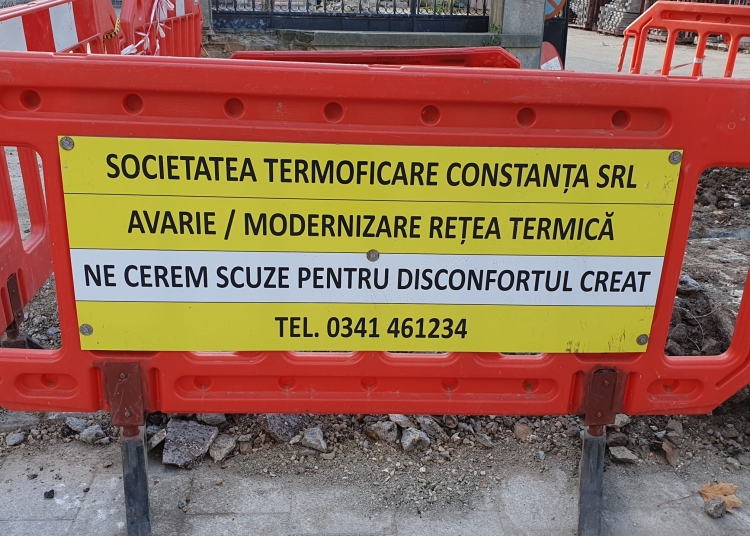 SOCIETATEA TERMOFICARE CONSTANȚA SRL
AVARIE / MODERNIZARE REȚEA TERMICĂ
NE CEREM SCUZE PENTRU DISCONFORTUL CREAT
TEL. 0341 461234